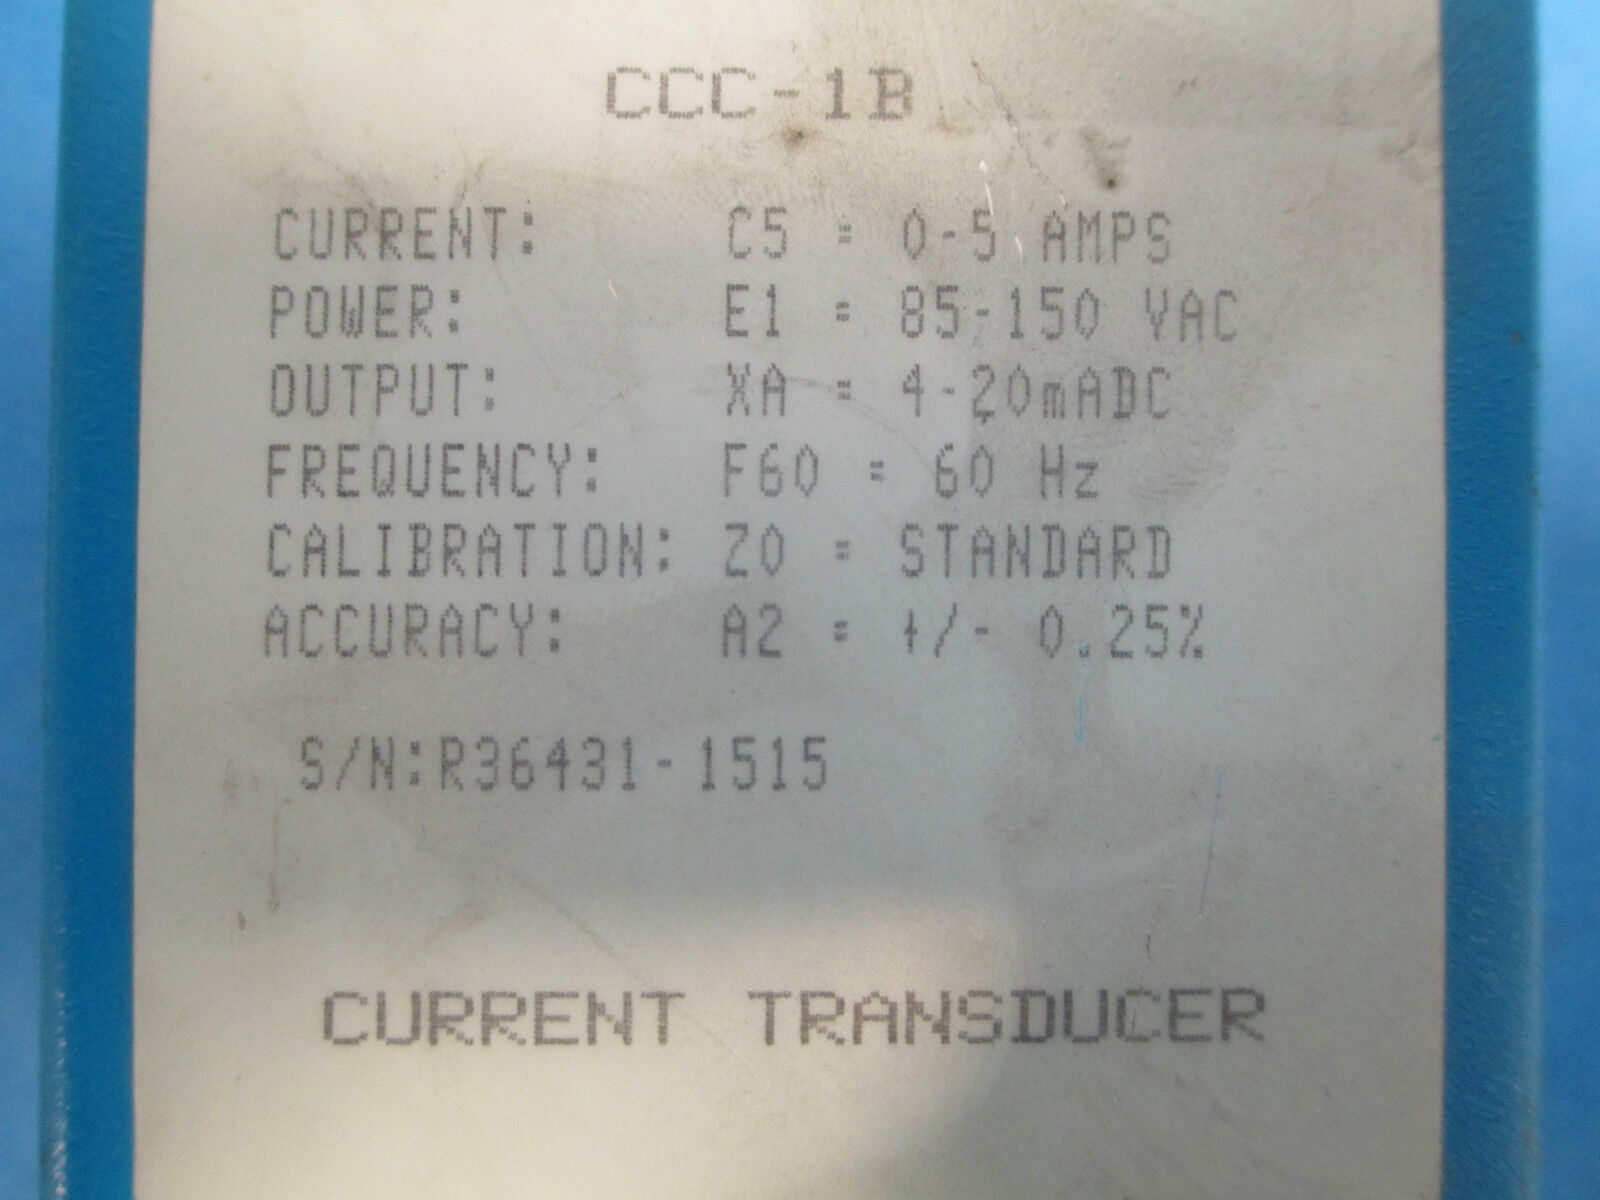 CCC-1B
CURRENT: C5 = 0-5 AMPS
POWER: E1 = 85-150 VAC
OUTPUT: XA = 4-20mADC
FREQUENCY: F60 = 60 Hz
CALIBRATION: Z0 = STANDARD
ACCURACY: A2 = +/- 0.25%
S/N:R36431-1515
CURRENT TRANSDUCER